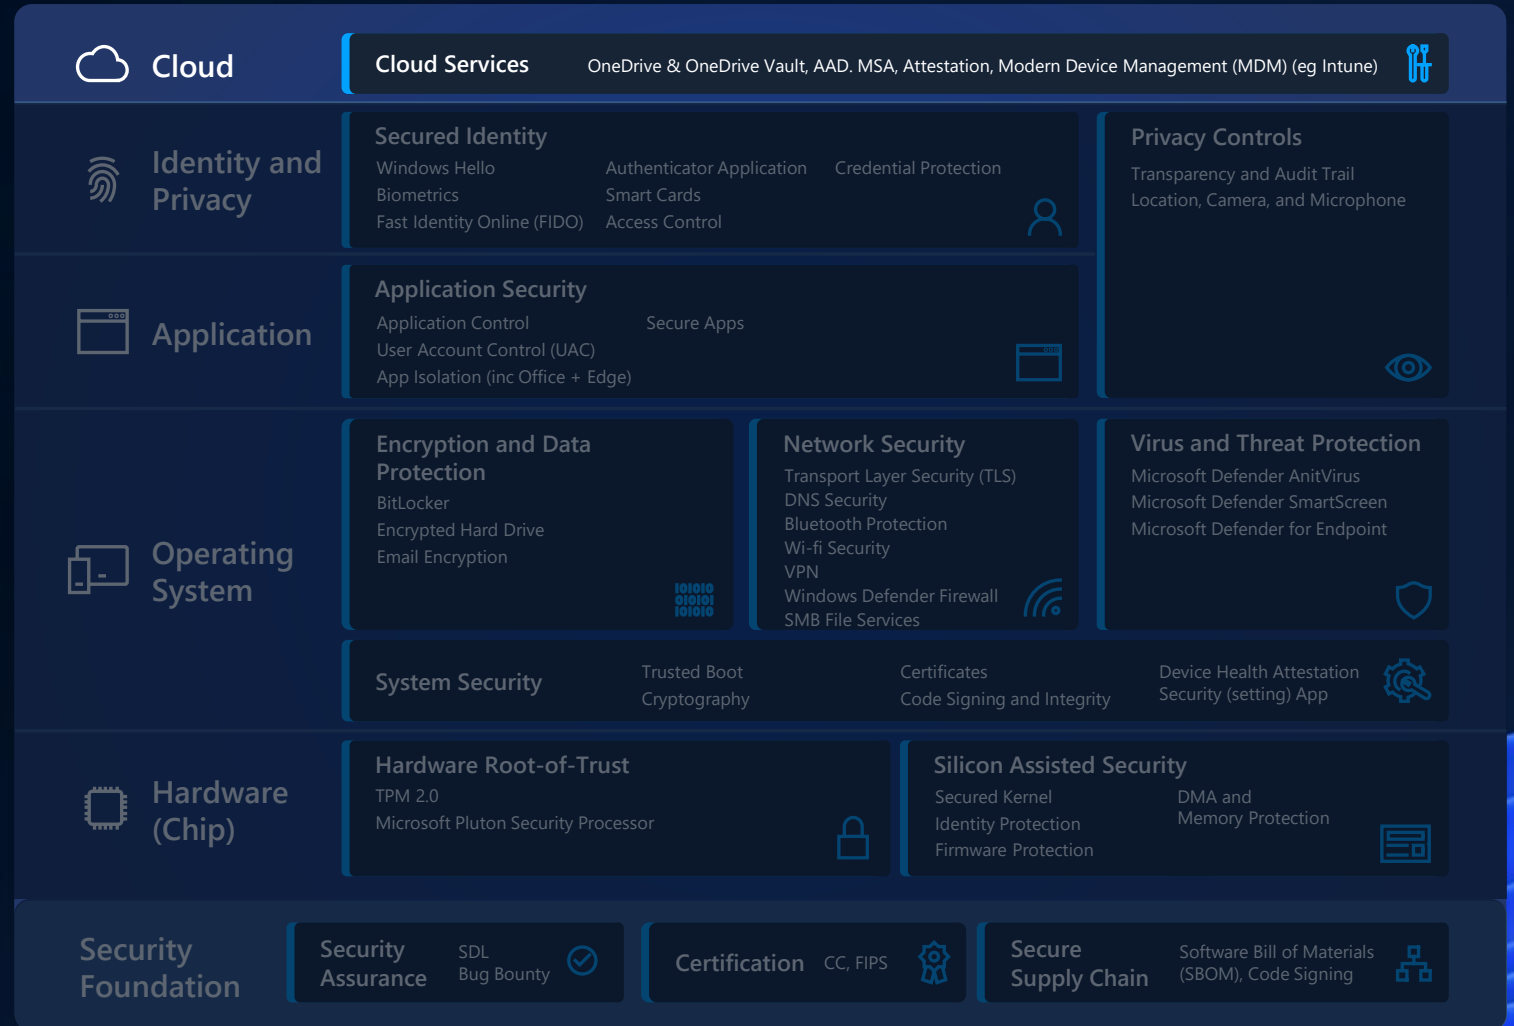 Cloud
Cloud Services
OneDrive & OneDrive Vault, AAD. MSA, Attestation, Modern Device Management (MDM) (eg Intune)
Identity and
Privacy
Secured Identity
Windows Hello
Biometrics
Fast Identity Online (FIDO)
Authenticator Application
Smart Cards
Access Control
Credential Protection
Privacy Controls
Transparency and Audit Trail
Location, Camera, and Microphone
Application
Application Security
Application Control
User Account Control (UAC)
App Isolation (inc Office + Edge)
Secure Apps
Operating
System
Encryption and Data
Protection
BitLocker
Encrypted Hard Drive
Email Encryption
101010
010101
101010
Network Security
Transport Layer Security (TLS)
DNS Security
Bluetooth Protection
Wi-fi Security
VPN
Windows Defender Firewall
SMB File Services
Virus and Threat Protection
Microsoft Defender AnitVirus
Microsoft Defender SmartScreen
Microsoft Defender for Endpoint
System Security
Trusted Boot
Cryptography
Certificates
Code Signing and Integrity
Device Health Attestation
Security (setting) App
Hardware
(Chip)
Hardware Root-of-Trust
TPM 2.0
Microsoft Pluton Security Processor
Silicon Assisted Security
Secured Kernel
Identity Protection
Firmware Protection
DMA and
Memory Protection
Security
Foundation
Security
Assurance
SDL
Bug Bounty
Certification
CC, FIPS
Secure
Supply Chain
Software Bill of Materials
(SBOM), Code Signing